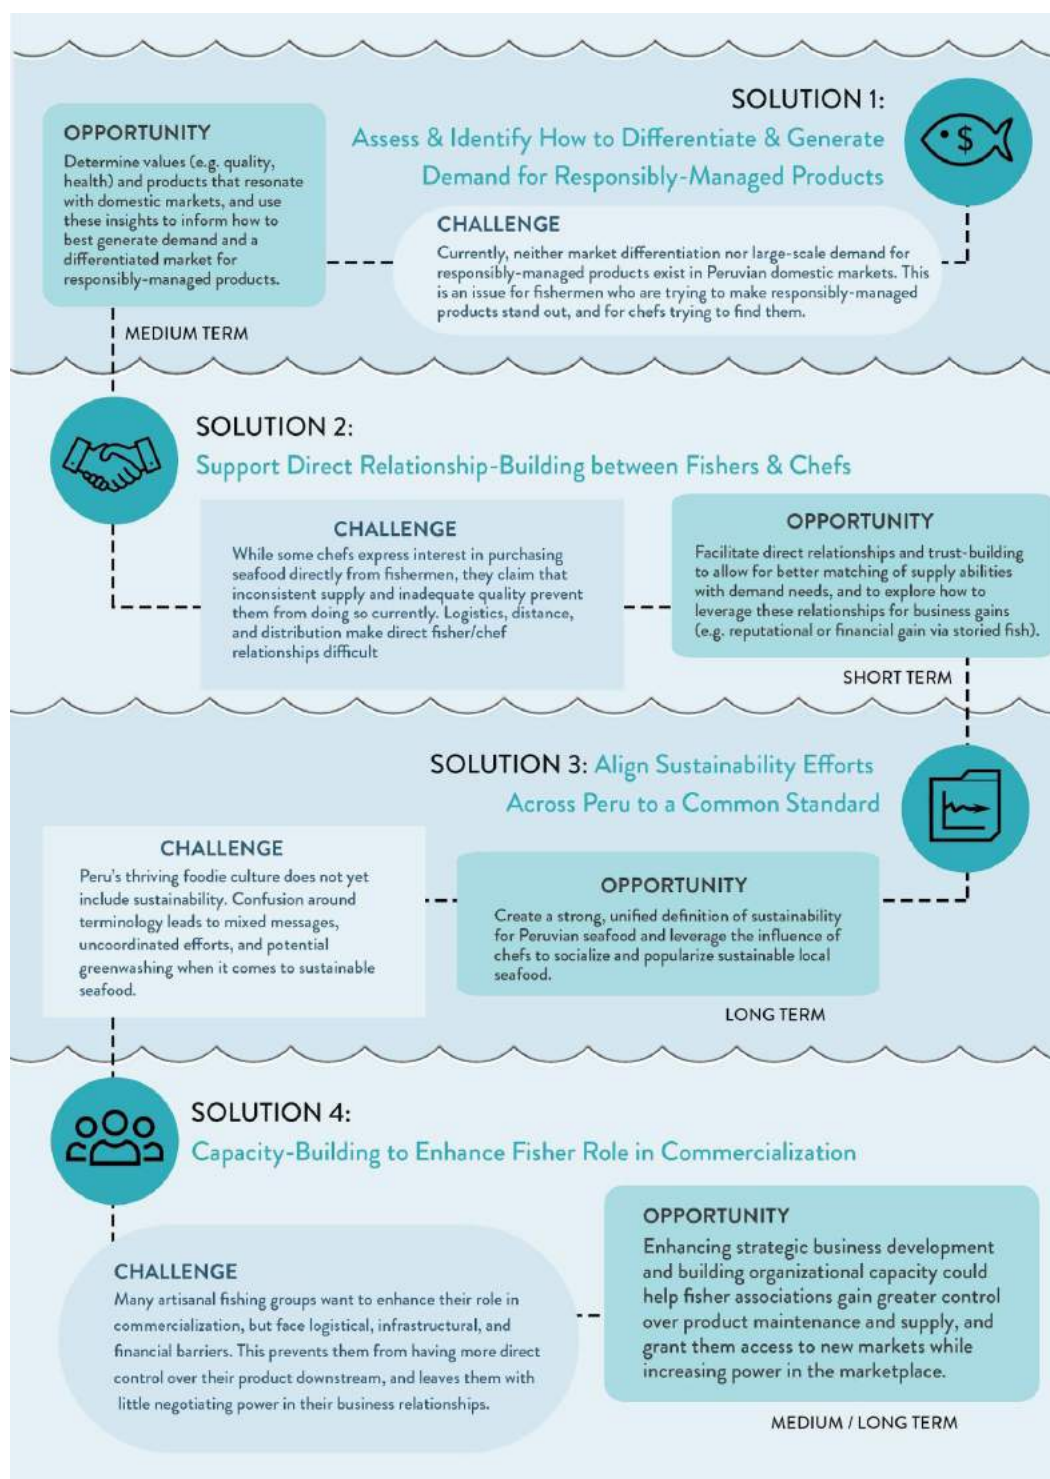 SOLUTION 1:
Assess & Identify How to Differentiate & Generate
Demand for Responsibly-Managed Products
$
CHALLENGE
Currently, neither market differentiation nor large-scale demand for
responsibly-managed products exist in Peruvian domestic markets. This
is an issue for fishermen who are trying to make responsibly-managed
products stand out, and for chefs trying to find them.
OPPORTUNITY
Determine values (e.g. quality,
health) and products that resonate
with domestic markets, and use
these insights to inform how to
best generate demand and a
differentiated market for
responsibly-managed products.
MEDIUM TERM
SOLUTION 2:
Support Direct Relationship-Building between Fishers & Chefs
CHALLENGE
While some chefs express interest in purchasing
seafood directly from fishermen, they claim that
inconsistent supply and inadequate quality prevent
them from doing so currently. Logistics, distance,
and distribution make direct fisher/chef
relationships difficult
OPPORTUNITY
Facilitate direct relationships and trust-building
to allow for better matching of supply abilities
with demand needs, and to explore how to
leverage these relationships for business gains
(e.g. reputational or financial gain via storied fish).
SHORT TERM
SOLUTION 3: Align Sustainability Efforts
Across Peru to a Common Standard
CHALLENGE
Peru's thriving foodie culture does not yet
include sustainability. Confusion around
terminology leads to mixed messages,
uncoordinated efforts, and potential
greenwashing when it comes to sustainable
seafood.
OPPORTUNITY
Create a strong, unified definition of sustainability
for Peruvian seafood and leverage the influence of
chefs to socialize and popularize sustainable local
seafood.
LONG TERM
SOLUTION 4:
Capacity-Building to Enhance Fisher Role in Commercialization
CHALLENGE
Many artisanal fishing groups want to enhance their role in
commercialization, but face logistical, infrastructural, and
financial barriers. This prevents them from having more direct
control over their product downstream, and leaves them with
little negotiating power in their business relationships.
OPPORTUNITY
Enhancing strategic business development
and building organizational capacity could
help fisher associations gain greater control
over product maintenance and supply, and
grant them access to new markets while
increasing power in the marketplace.
MEDIUM / LONG TERM